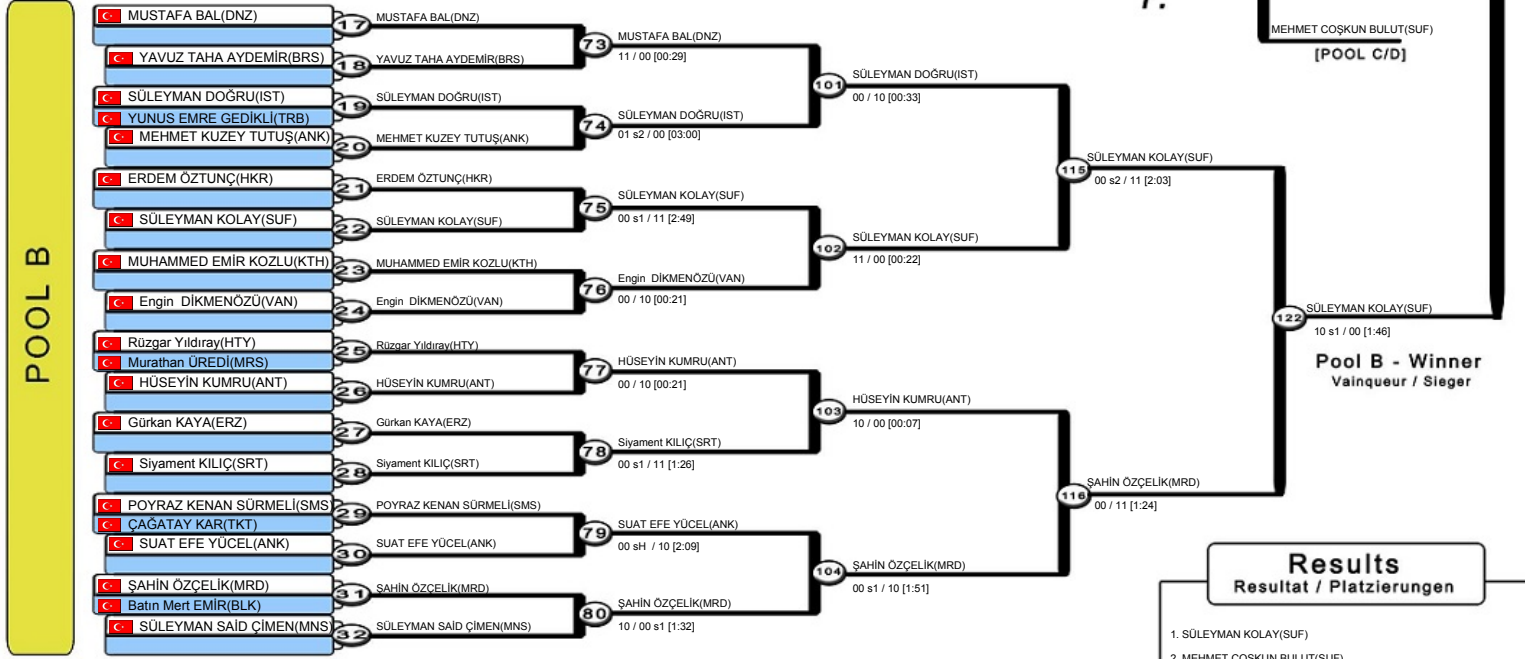 POOL B
MUSTAFA BAL(DNZ)
YAVUZ TAHA AYDEMİR(BRS)
SÜLEYMAN DOĞRU(IST)
YUNUS EMRE GEDİKLİ(TRB)
MEHMET KUZEY TUTUŞ(ANK)
ERDEM ÖZTUNÇ(HKR)
SÜLEYMAN KOLAY(SUF)
MUHAMMED EMİR KOZLU(KTH)
Engin DİKMENÖZÜ(VAN)
Rüzgar Yıldıray(HTY)
Murathan ÜREDİ(MRS)
HÜSEYİN KUMRU(ANT)
Gürkan KAYA(ERZ)
Siyament KILIÇ(SRT)
POYRAZ KENAN SÜRMELİ(SMS)
ÇAĞATAY KAR(TKT)
SUAT EFE YÜCEL(ANK)
ŞAHİN ÖZÇELİK(MRD)
Batın Mert EMİR(BLK)
SÜLEYMAN SAİD ÇİMEN(MNS)
17 MUSTAFA BAL(DNZ)
18 YAVUZ TAHA AYDEMİR(BRS)
19 SÜLEYMAN DOĞRU(IST)
20 MEHMET KUZEY TUTUŞ(ANK)
21 ERDEM ÖZTUNÇ(HKR)
22 SÜLEYMAN KOLAY(SUF)
23 MUHAMMED EMİR KOZLU(KTH)
24 Engin DİKMENÖZÜ(VAN)
25 Rüzgar Yıldıray(HTY)
26 HÜSEYİN KUMRU(ANT)
27 Gürkan KAYA(ERZ)
28 Siyament KILIÇ(SRT)
29 POYRAZ KENAN SÜRMELİ(SMS)
30 SUAT EFE YÜCEL(ANK)
31 ŞAHİN ÖZÇELİK(MRD)
32 SÜLEYMAN SAİD ÇİMEN(MNS)
73 MUSTAFA BAL(DNZ)
11 / 00 [00:29]
74 SÜLEYMAN DOĞRU(IST)
01 s2 / 00 [03:00]
75 SÜLEYMAN KOLAY(SUF)
00 s1 / 11 [2:49]
76 Engin DİKMENÖZÜ(VAN)
00 / 10 [00:21]
77 HÜSEYİN KUMRU(ANT)
00 / 10 [00:21]
78 Siyament KILIÇ(SRT)
00 s1 / 11 [1:26]
79 SUAT EFE YÜCEL(ANK)
00 sH / 10 [2:09]
80 ŞAHİN ÖZÇELİK(MRD)
10 / 00 s1 [1:32]
101 SÜLEYMAN DOĞRU(IST)
00 / 10 [00:33]
102 SÜLEYMAN KOLAY(SUF)
11 / 00 [00:22]
103 HÜSEYİN KUMRU(ANT)
10 / 00 [00:07]
104 ŞAHİN ÖZÇELİK(MRD)
00 s1 / 10 [1:51]
115 SÜLEYMAN KOLAY(SUF)
00 s2 / 11 [2:03]
116 ŞAHİN ÖZÇELİK(MRD)
00 / 11 [1:24]
122 SÜLEYMAN KOLAY(SUF)
10 s1 / 00 [1:46]
Pool B - Winner
Vainqueur / Sieger
MEHMET COŞKUN BULUT(SUF)
[POOL C/D]
Results
Resultat / Platzierungen
1. SÜLEYMAN KOLAY(SUF)
2. MEHMET COŞKUN BULUT(SUF)